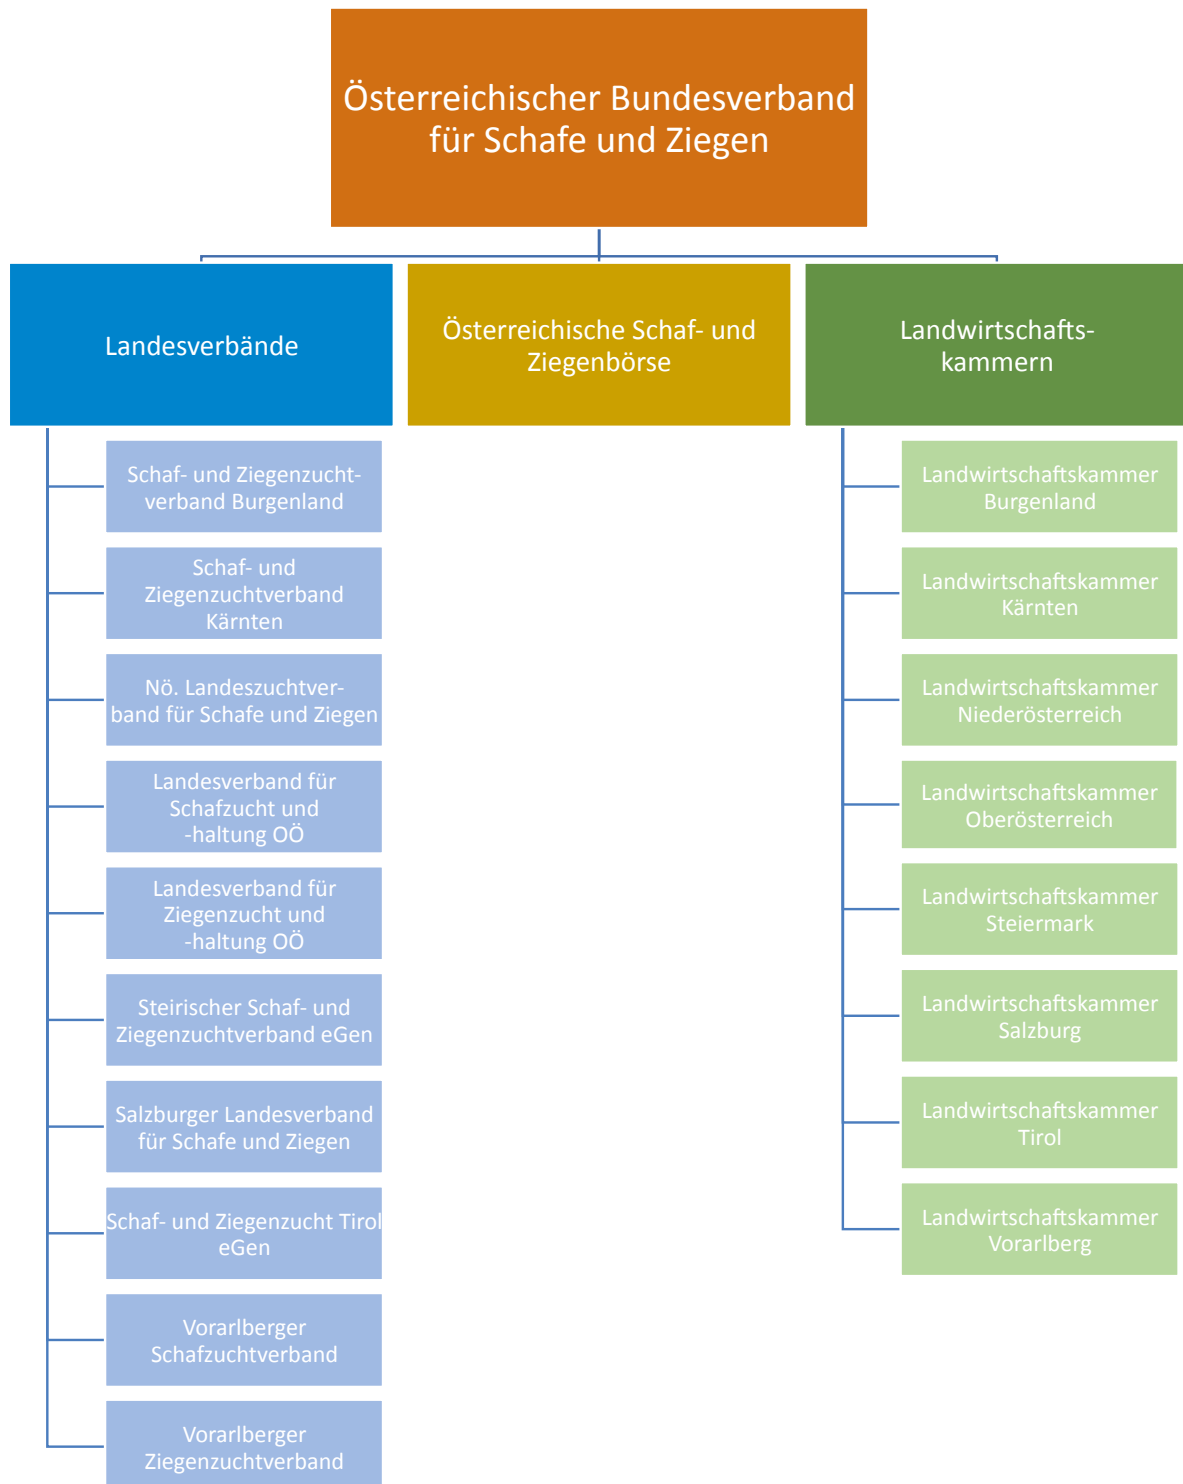 Österreichischer Bundesverband
für Schafe und Ziegen
Landesverbände
Österreichische Schaf- und
Ziegenbörse
Landwirtschafts-
kammern
Schaf- und Ziegenzucht-
verband Burgenland
Schaf- und
Ziegenzuchtverband
Kärnten
Nö. Landeszuchtver-
band für Schafe und Ziegen
Landesverband für
Schafzucht und
-haltung OÖ
Landesverband für
Ziegenzucht und
-haltung OÖ
Steirischer Schaf- und
Ziegenzuchtverband eGen
Salzburger Landesverband
für Schafe und Ziegen
Schaf- und Ziegenzucht Tirol
eGen
Vorarlberger
Schafzuchtverband
Vorarlberger
Ziegenzuchtverband
Landwirtschaftskammer
Burgenland
Landwirtschaftskammer
Kärnten
Landwirtschaftskammer
Niederösterreich
Landwirtschaftskammer
Oberösterreich
Landwirtschaftskammer
Steiermark
Landwirtschaftskammer
Salzburg
Landwirtschaftskammer
Tirol
Landwirtschaftskammer
Vorarlberg